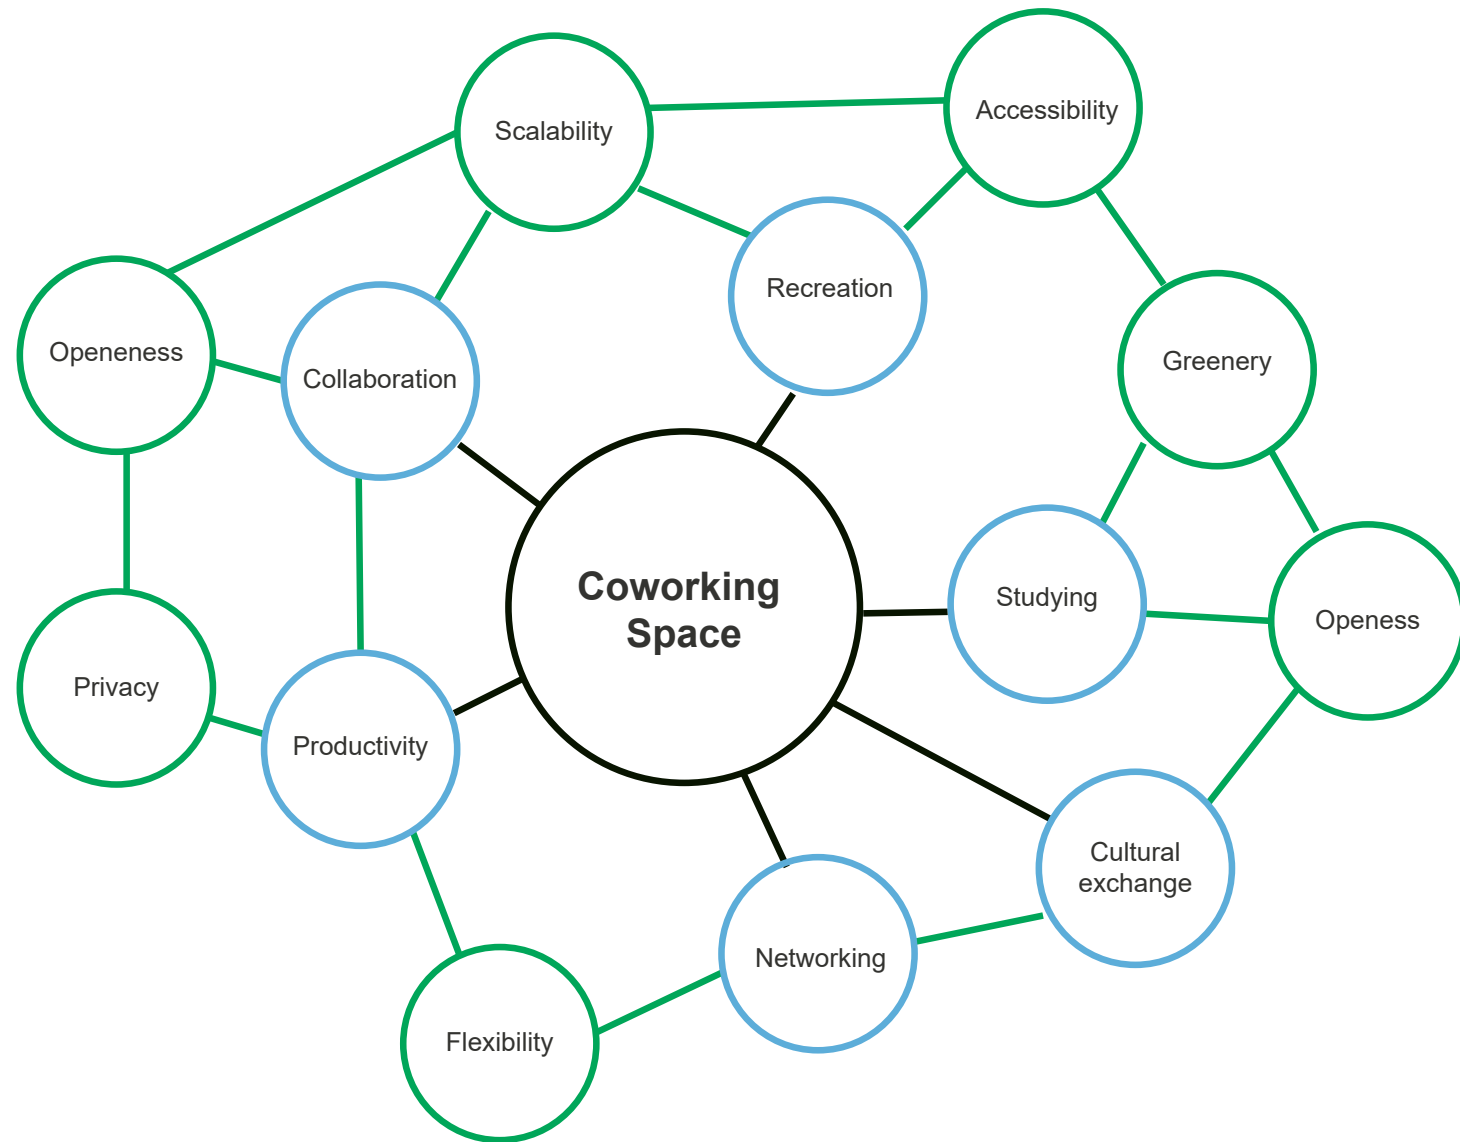 Accessibility
Scalability
Recreation
Openeness
Greenery
Collaboration
Coworking
Space
Studying
Openess
Privacy
Productivity
Cultural
exchange
Networking
Flexibility